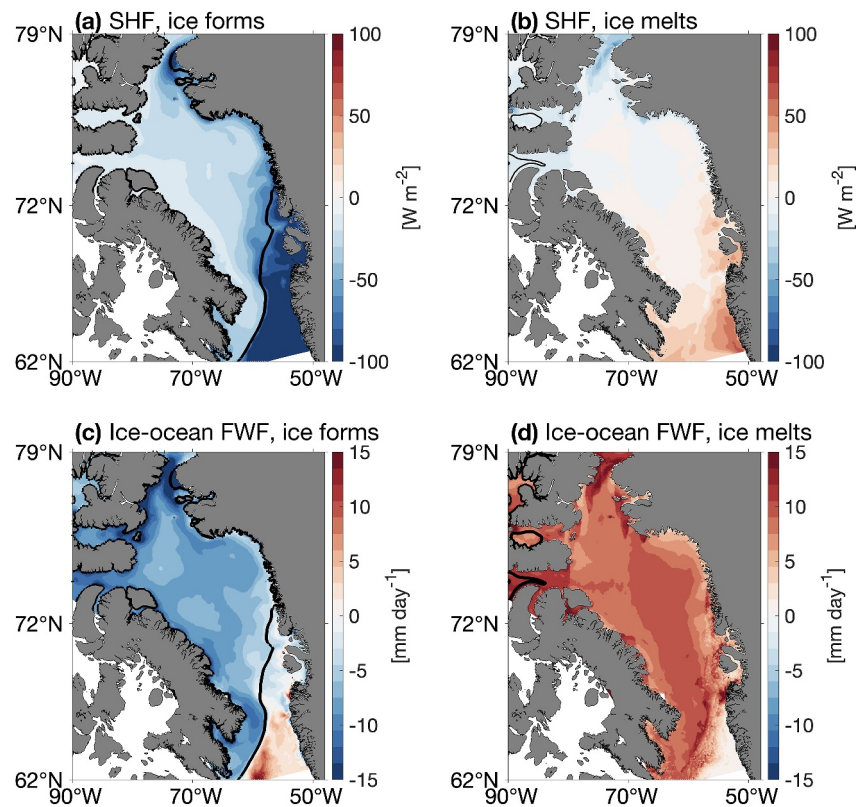 (a) SHF, ice forms
79°N
72°N
62°N
90°W
70°W
50°W
100
50
0
-50
-100
[W m⁻²]
(b) SHF, ice melts
79°N
72°N
62°N
90°W
70°W
50°W
100
50
0
-50
-100
[W m⁻²]
(c) Ice-ocean FWF, ice forms
79°N
72°N
62°N
90°W
70°W
50°W
15
10
5
0
-5
-10
-15
[mm day⁻¹]
(d) Ice-ocean FWF, ice melts
79°N
72°N
62°N
90°W
70°W
50°W
15
10
5
0
-5
-10
-15
[mm day⁻¹]